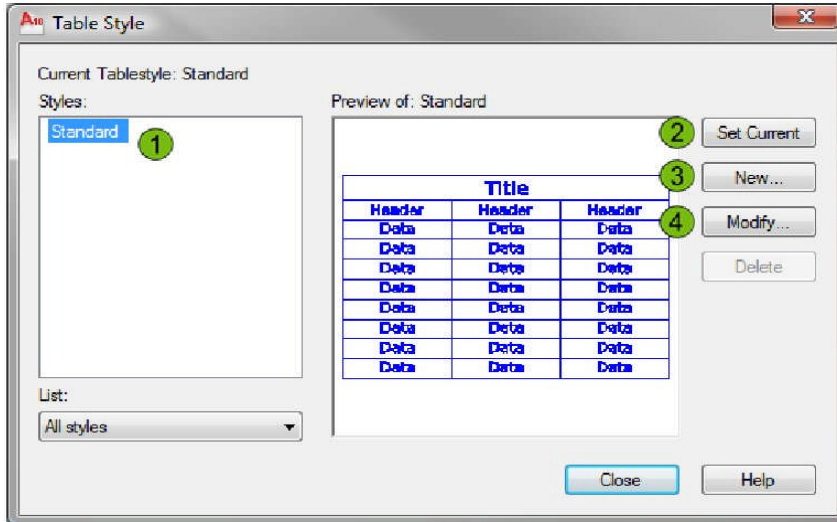 A10 Table Style
Current Tablestyle: Standard
Styles:
Preview of: Standard
Standard
1
2 Set Current
3 New...
4 Modify...
Delete
Title
Header Header Header
Data Data Data
Data Data Data
Data Data Data
Data Data Data
Data Data Data
Data Data Data
Data Data Data
Data Data Data
List:
All styles
Close
Help